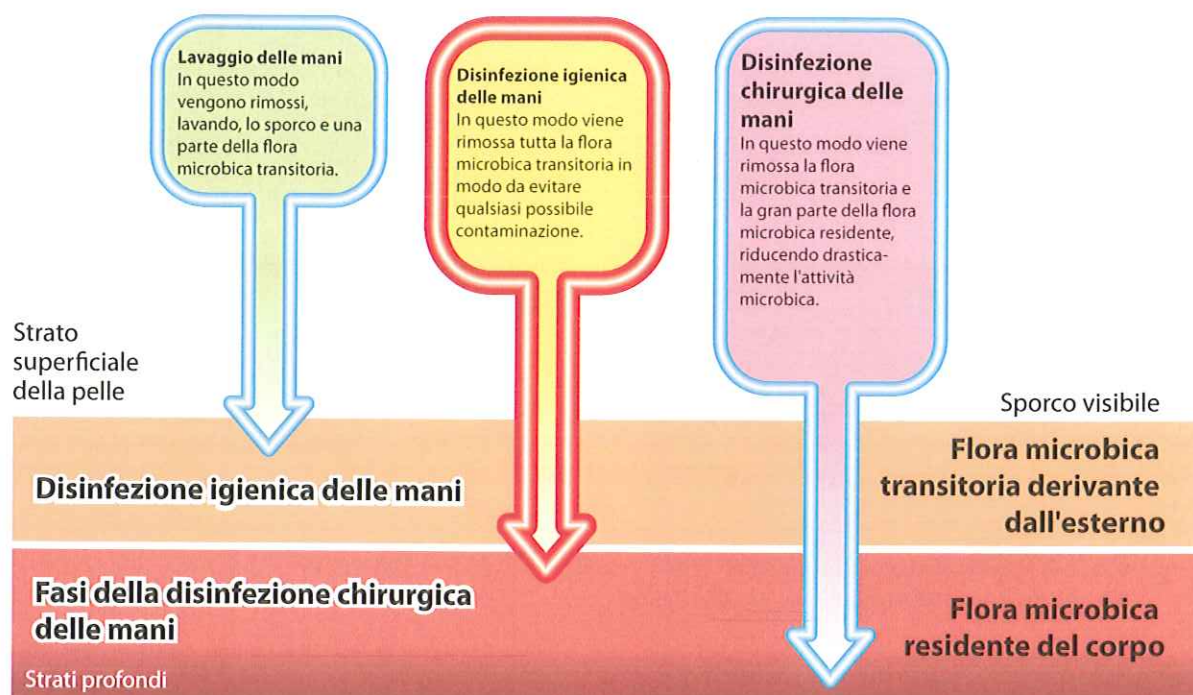 Lavaggio delle mani
In questo modo
vengono rimossi,
lavando, lo sporco e una
parte della flora
microbica transitoria.
Disinfezione igienica
delle mani
In questo modo viene
rimossa tutta la flora
microbica transitoria in
modo da evitare
qualsiasi possibile
contaminazione.
Disinfezione
chirurgica delle
mani
In questo modo viene
rimossa la flora
microbica transitoria e
la gran parte della flora
microbica residente,
riducendo drastica-
mente l'attività
microbica.
Strato
superficiale
della pelle
Sporco visibile
Disinfezione igienica delle mani
Flora microbica
transitoria derivante
dall'esterno
Fasi della disinfezione chirurgica
delle mani
Flora microbica
residente del corpo
Strati profondi